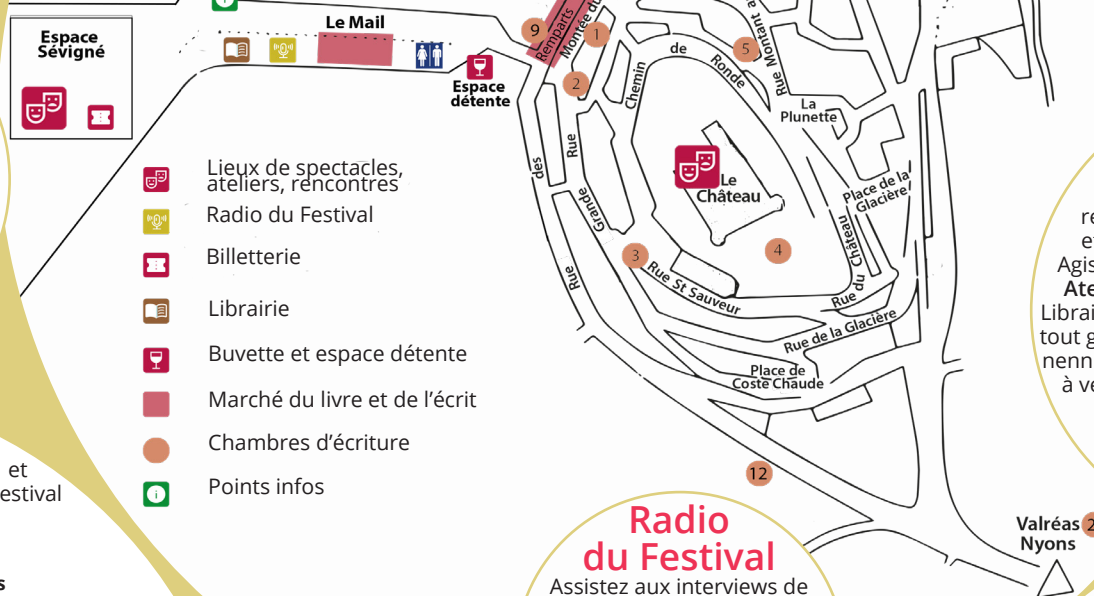 Espace
Sévigné
Le Mail
Espace
détente
9
Remparts
Montée du
1
2
5
Rue Montant a
de
Ronde
Chemin
La
Plunette
Le
Château
Place de la
Glacière
des
Rue
Grande
Rue
3
4
Rue St Sauveur
Rue du Château
Rue de la Glacière
Place de
Coste Chaude
12
Valréas
Nyons
2
Lieux de spectacles,
ateliers, rencontres
Radio du Festival
Billetterie
Librairie
Buvette et espace détente
Marché du livre et de l’écrit
Chambres d’écriture
Points infos
et
estival
s
Radio
du Festival
Assistez aux interviews de
re
e
Agis
Ate
Librai
tout g
nenn
à ve